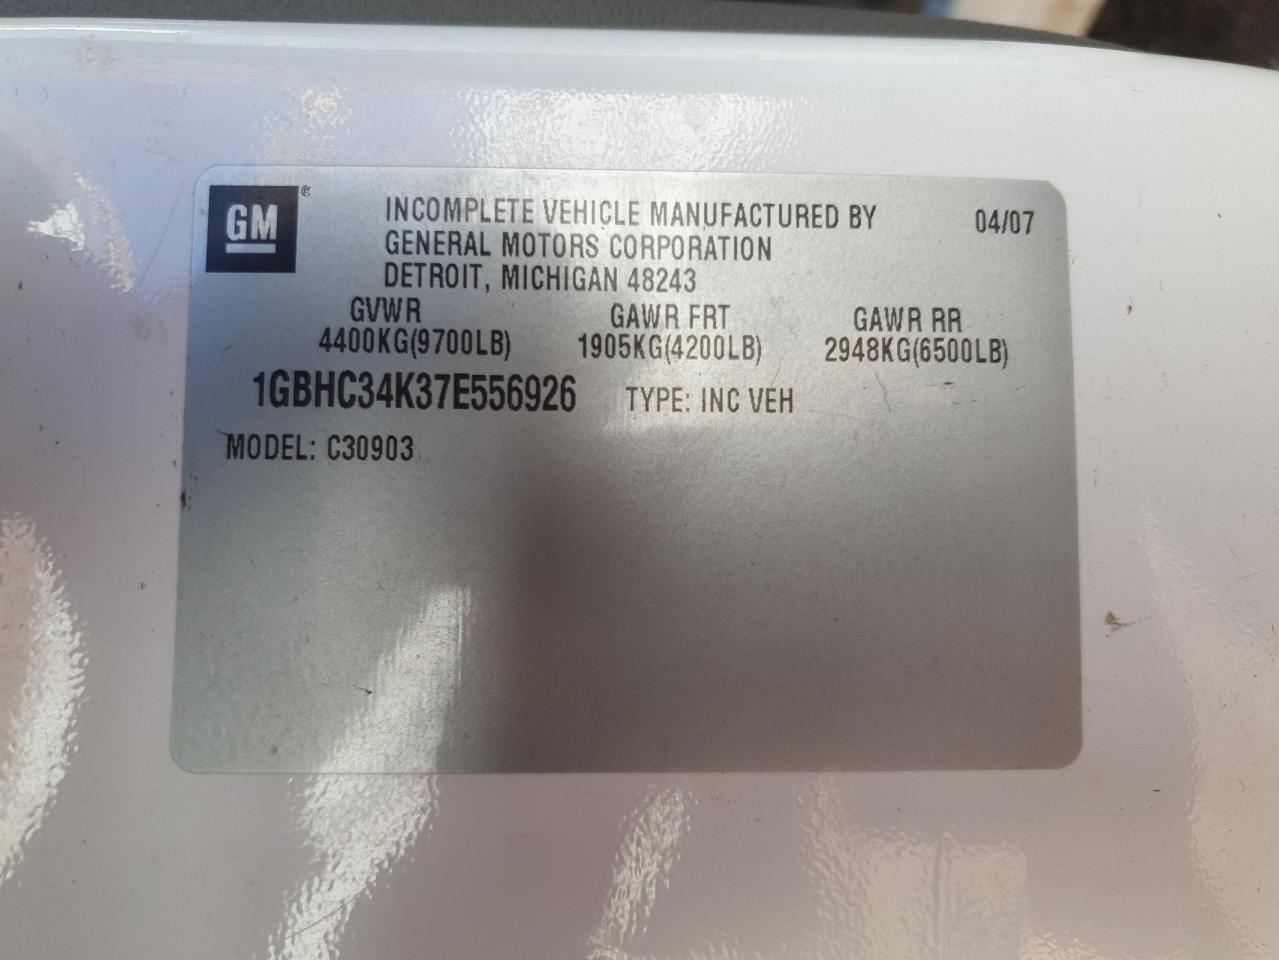 GM ®
INCOMPLETE VEHICLE MANUFACTURED BY 04/07
GENERAL MOTORS CORPORATION
DETROIT, MICHIGAN 48243
GVWR GAWR FRT GAWR RR
4400KG(9700LB) 1905KG(4200LB) 2948KG(6500LB)
1GBHC34K37E556926 TYPE: INC VEH
MODEL: C30903